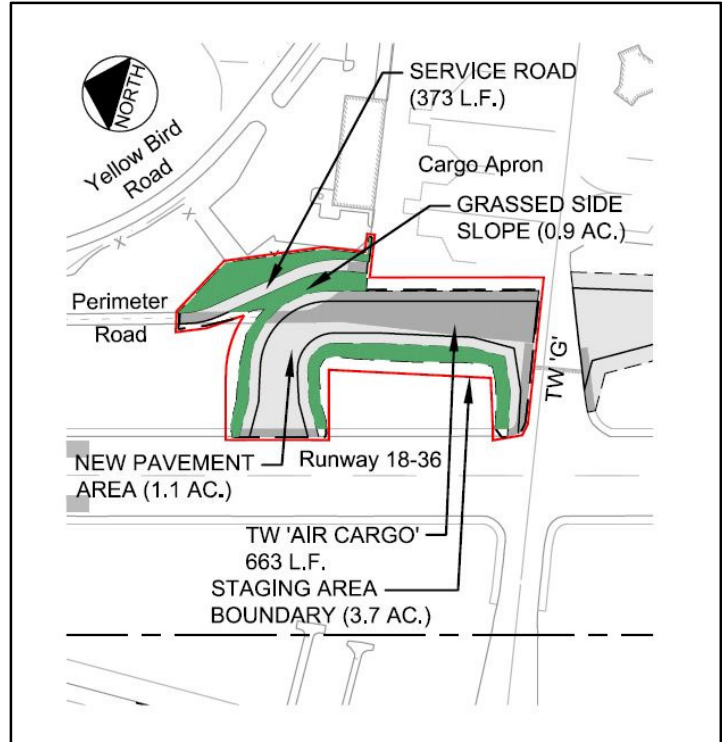 NORTH
SERVICE ROAD
(373 L.F.)
Yellow Bird
Road
Cargo Apron
GRASSED SIDE
SLOPE (0.9 AC.)
Perimeter
Road
TW 'G'
NEW PAVEMENT
AREA (1.1 AC.)
Runway 18-36
TW 'AIR CARGO'
663 L.F.
STAGING AREA
BOUNDARY (3.7 AC.)